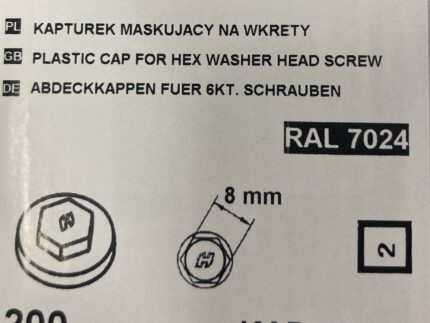 PL KAPTUREK MASKUJACY NA WKRETY
GB PLASTIC CAP FOR HEX WASHER HEAD SCREW
DE ABDECKKAPPEN FUER 6KT. SCHRAUBEN
RAL 7024
8 mm
2
200